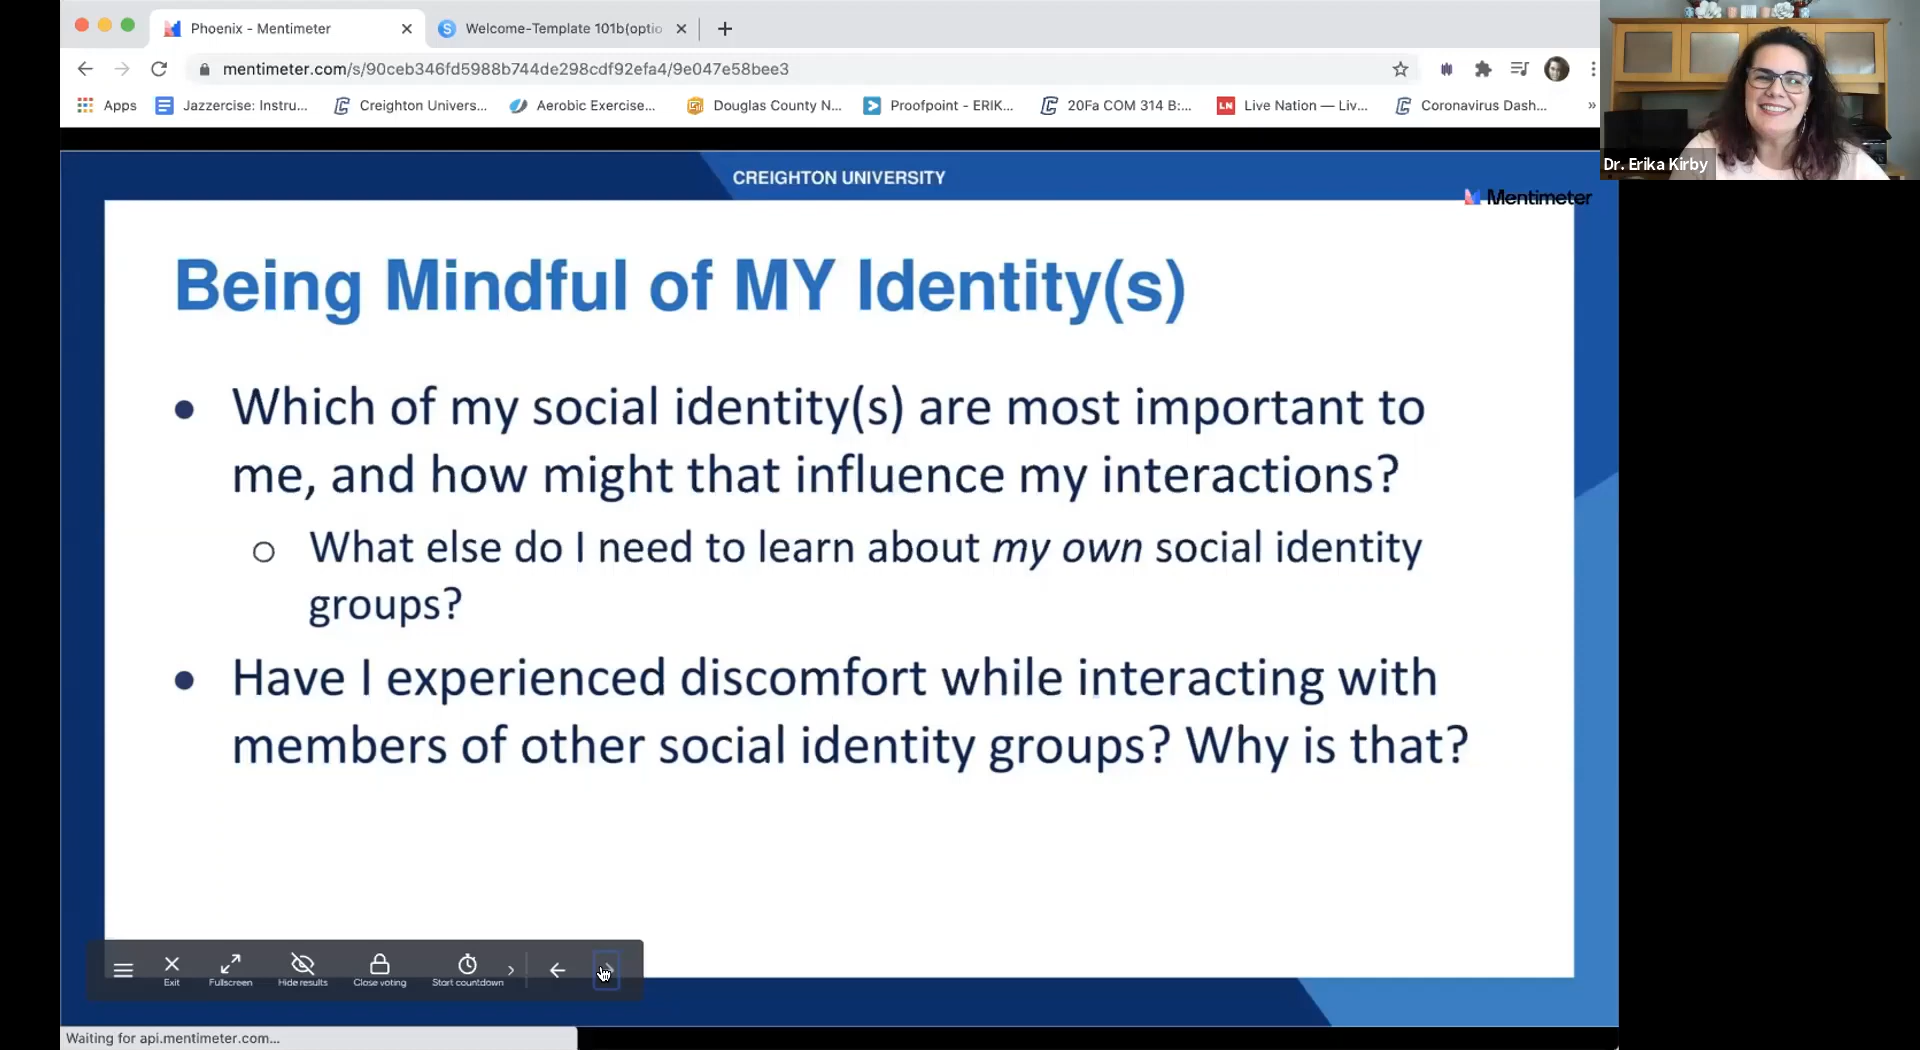 Phoenix - Mentimeter
Welcome-Template 101b(optio
mentimeter.com/s/90ceb346fd5988b744de298cdf92efa4/9e047e58bee3
Apps
Jazzercise: Instru...
Creighton Univers...
Aerobic Exercise...
Douglas County N...
Proofpoint - ERIK...
20Fa COM 314 B:...
LN
Live Nation — Liv...
Coronavirus Dash...
»
Dr. Erika Kirby
CREIGHTON UNIVERSITY
Mentimeter
Being Mindful of MY Identity(s)
• Which of my social identity(s) are most important to
me, and how might that influence my interactions?
○ What else do I need to learn about my own social identity
groups?
• Have I experienced discomfort while interacting with
members of other social identity groups? Why is that?
Exit
Fullscreen
Hide results
Close voting
Start countdown
Waiting for api.mentimeter.com...